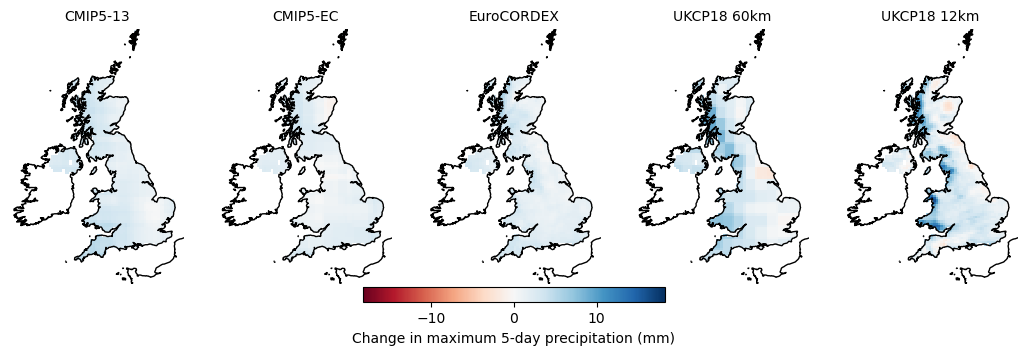 CMIP5-13
CMIP5-EC
EuroCORDEX
UKCP18 60km
UKCP18 12km
−10
0
10
Change in maximum 5-day precipitation (mm)